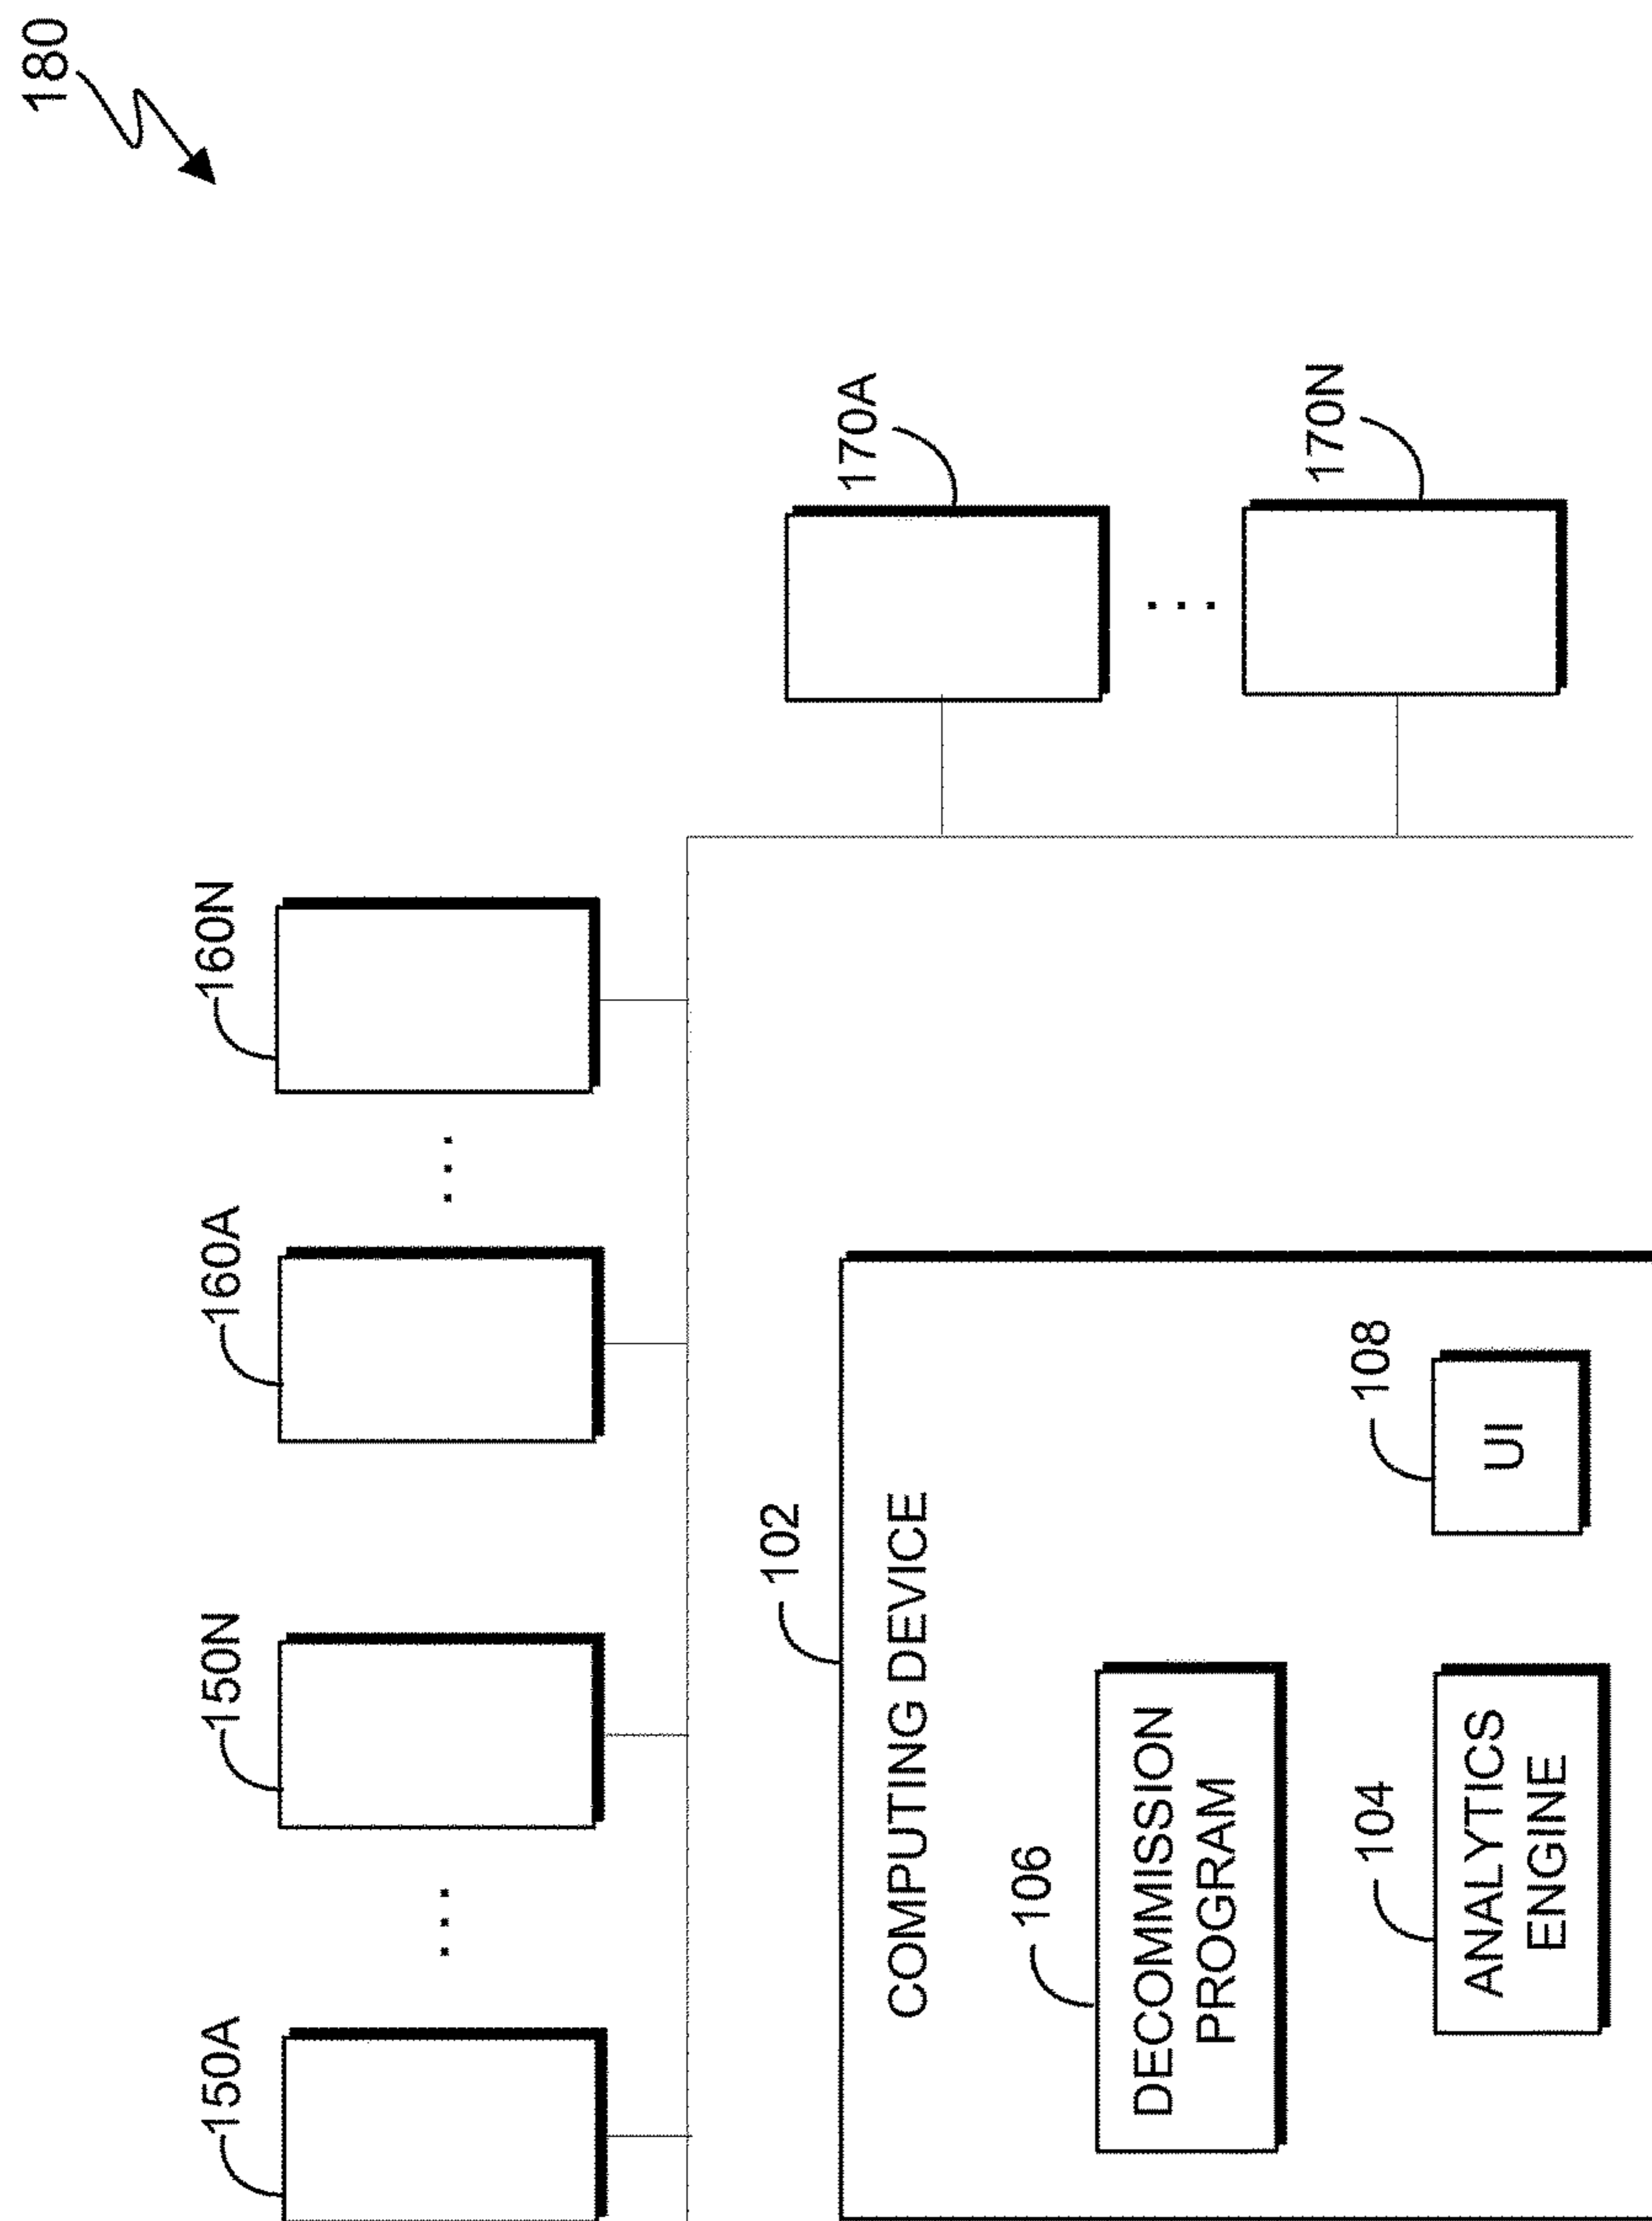 180
150A
150N
160A
160N
170A
170N
102
COMPUTING DEVICE
106
DECOMMISSION
PROGRAM
104
ANALYTICS
ENGINE
108
UI